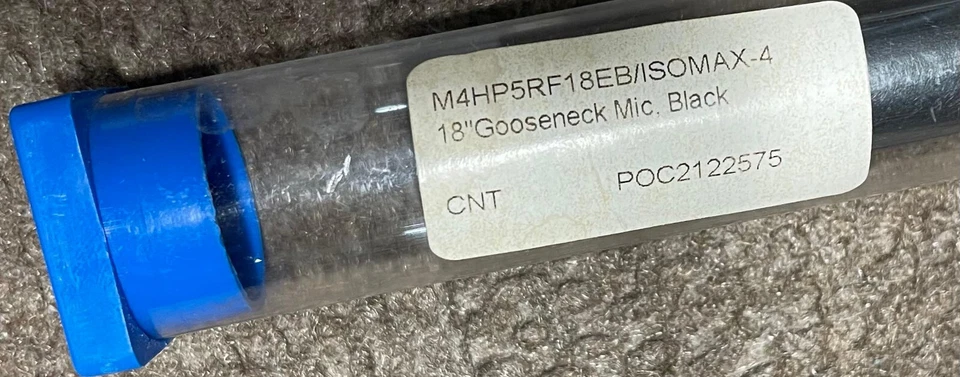 M4HP5RF18EB/ISOMAX-4
18"Gooseneck Mic. Black
CNT POC2122575